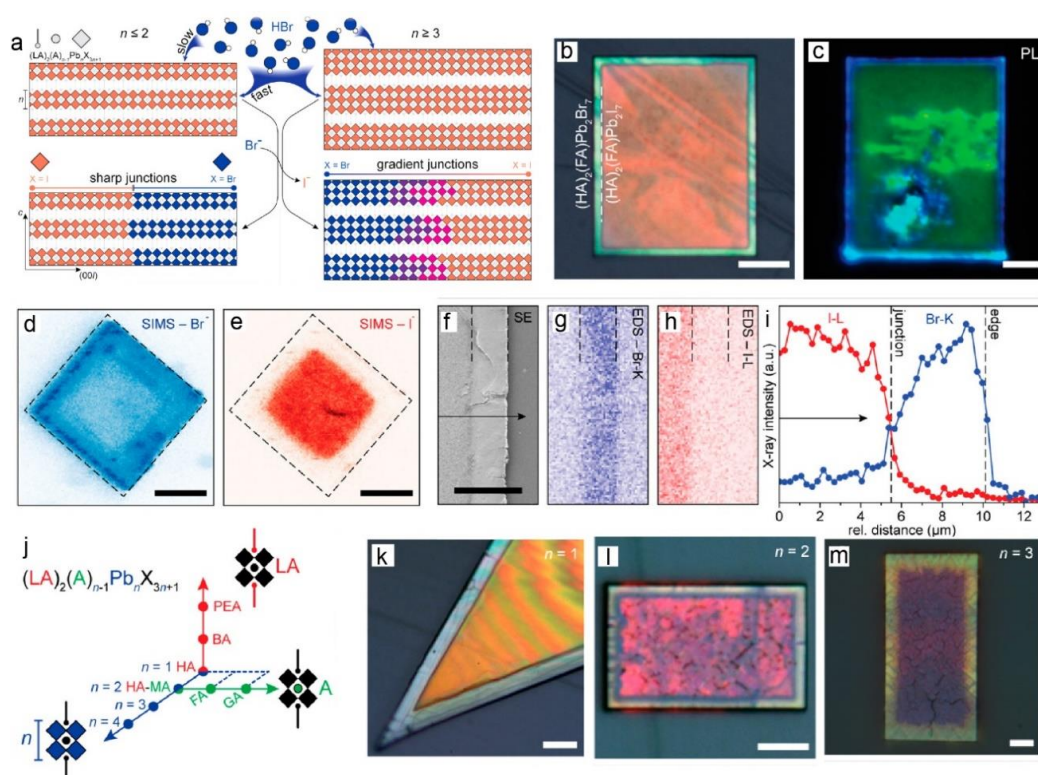 a
n ≤ 2
HBr
n ≥ 3
(LA)₂(A)ₙ₋₁PbₙX₃ₙ₊₁
slow
fast
n
Br⁻
I⁻
X = I
sharp junctions
X = Br
X = Br
gradient junctions
X = I
c
(00l)
b
(HA)₂(FA)Pb₂Br₇
(HA)₂(FA)Pb₂I₇
c
PL
d
SIMS – Br⁻
e
SIMS – I⁻
f
SE
g
EDS – Br-K
h
EDS – I-L
i
I-L
Br-K
junction
edge
X-ray intensity (a.u.)
0 2 4 6 8 10 12
rel. distance (µm)
j
(LA)₂(A)ₙ₋₁PbₙX₃ₙ₊₁
LA
PEA
BA
n = 1 HA
n = 2 HA-MA
FA
GA
A
n = 3
n = 4
n
k
n = 1
l
n = 2
m
n = 3